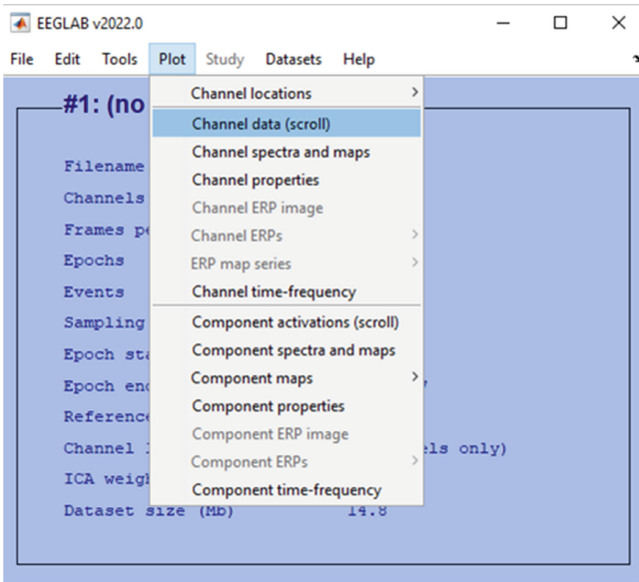 EEGLAB v2022.0
File Edit Tools Plot Study Datasets Help
#1: (no
Channel locations
Channel data (scroll)
Channel spectra and maps
Channel properties
Channel ERP image
Channel ERPs
ERP map series
Channel time-frequency
Component activations (scroll)
Component spectra and maps
Component maps
Component properties
Component ERP image
Component ERPs
Component time-frequency
Filename
Channels
Frames pe
Epochs
Events
Sampling
Epoch sta
Epoch end
Reference
Channel l els only)
ICA weigh
Dataset size (Mb) 14.8